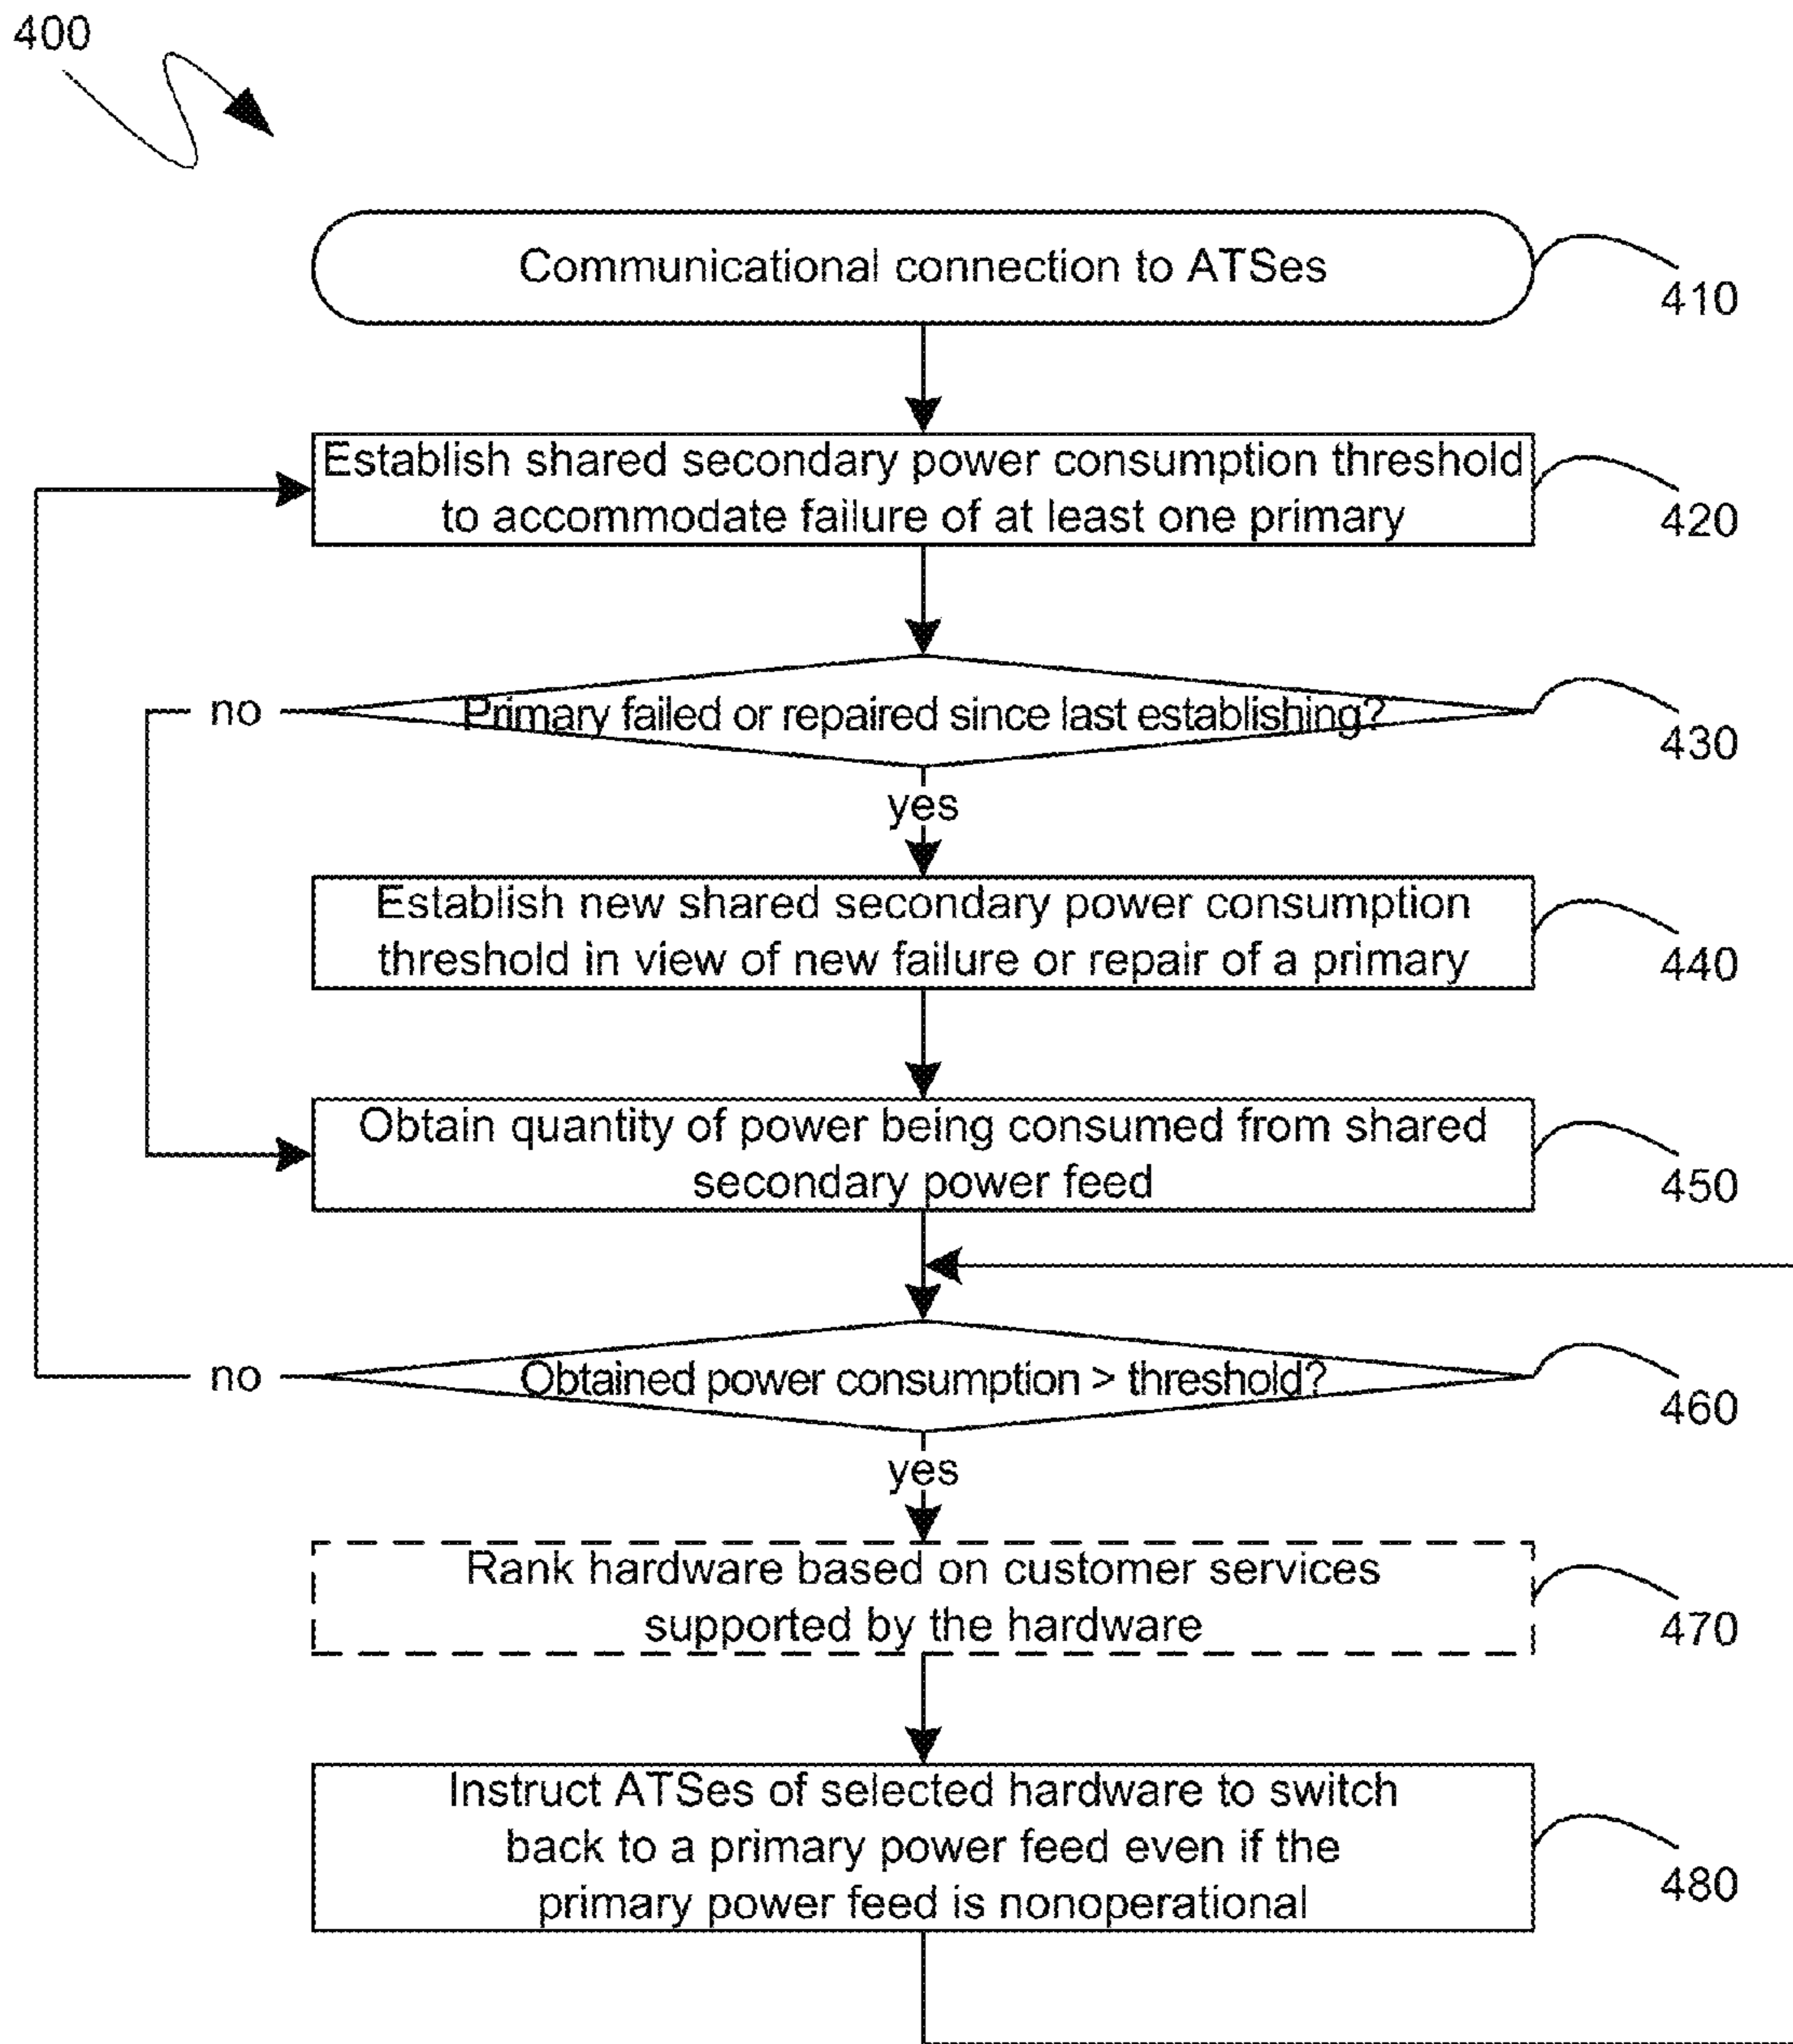 400
Communicational connection to ATSes
410
Establish shared secondary power consumption threshold
to accommodate failure of at least one primary
420
no
Primary failed or repaired since last establishing?
430
yes
Establish new shared secondary power consumption
threshold in view of new failure or repair of a primary
440
Obtain quantity of power being consumed from shared
secondary power feed
450
no
Obtained power consumption > threshold?
460
yes
Rank hardware based on customer services
supported by the hardware
470
Instruct ATSes of selected hardware to switch
back to a primary power feed even if the
primary power feed is nonoperational
480